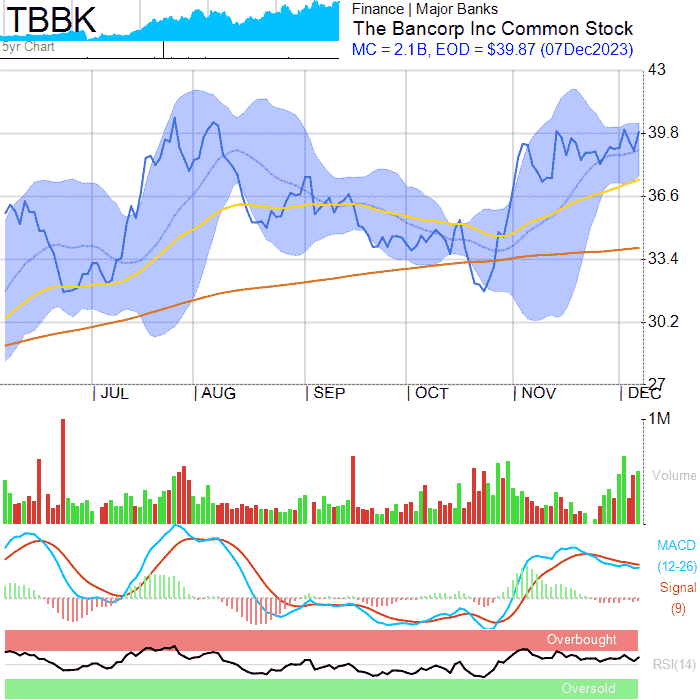 TBBK
5yr Chart
Finance | Major Banks
The Bancorp Inc Common Stock
MC = 2.1B, EOD = $39.87 (07Dec2023)
43
39.8
36.6
33.4
30.2
27
JUL AUG SEP OCT NOV DEC
1M
Volume
MACD
(12-26)
Signal
(9)
Overbought
RSI(14)
Oversold